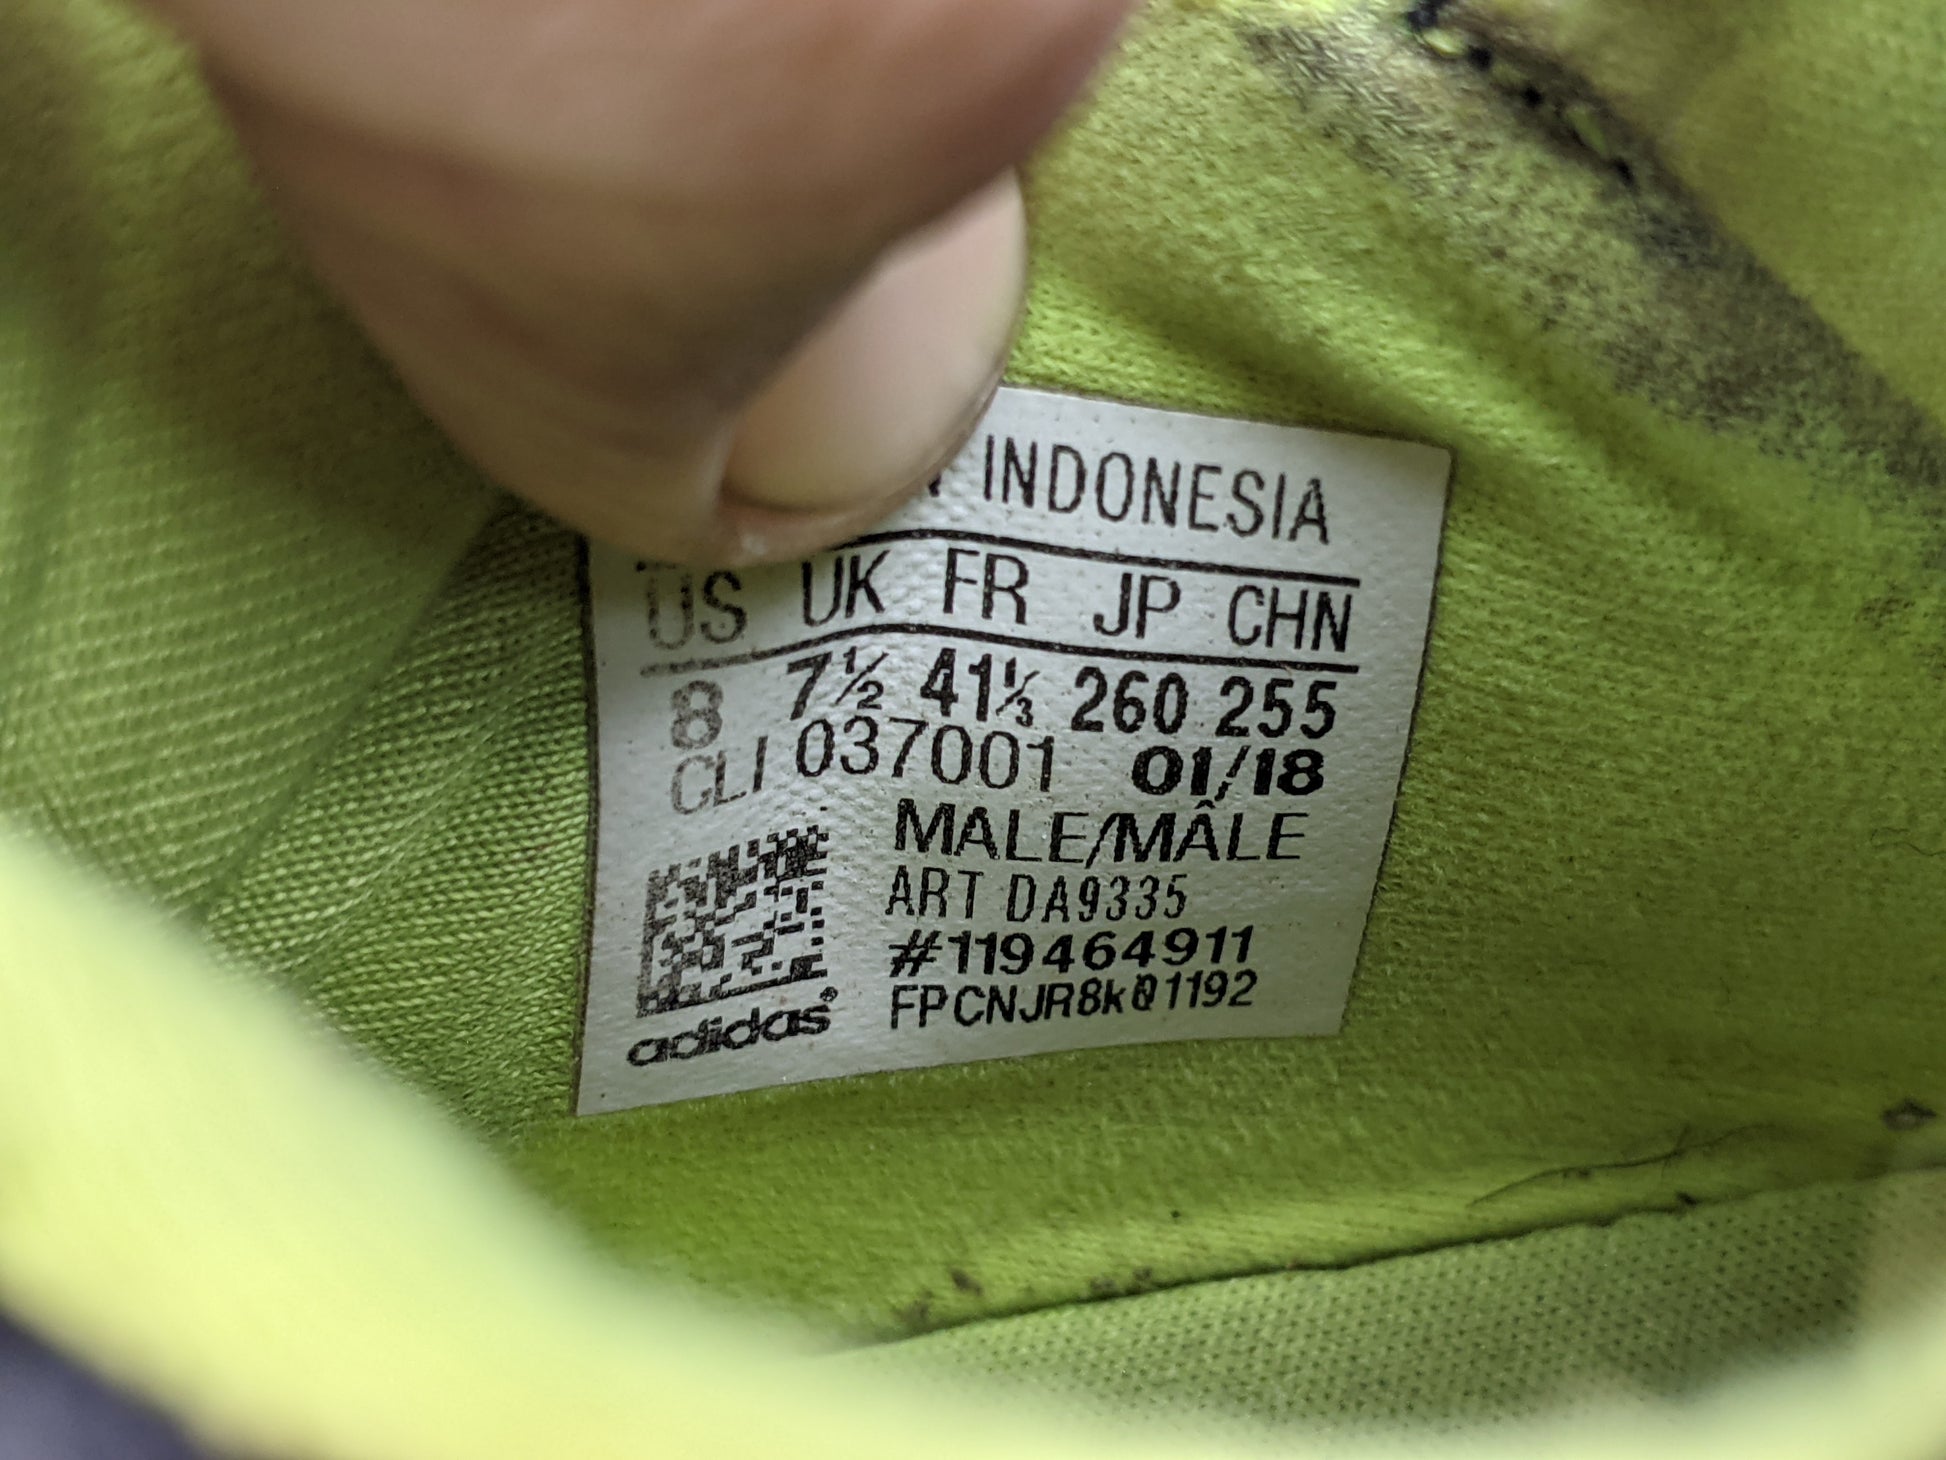 INDONESIA
US UK FR JP CHN
8 7½ 41⅓ 260 255
CLI 037001 01/18
MALE/MÂLE
ART DA9335
#119464911
adidas®